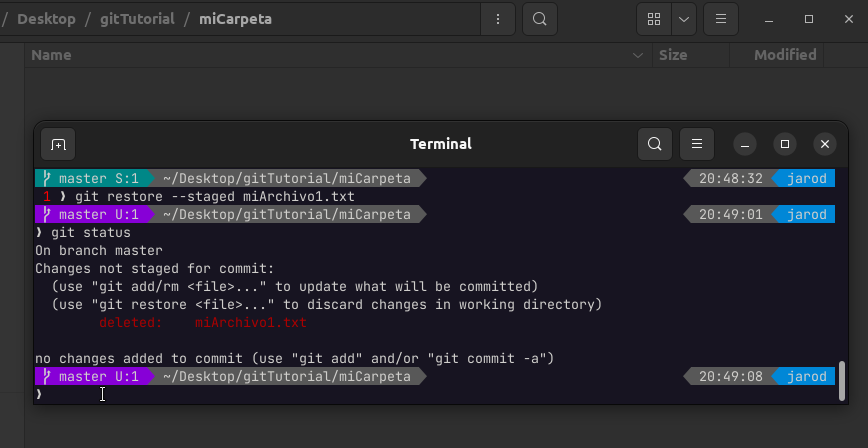 / Desktop / gitTutorial / miCarpeta
Name Size Modified
Terminal
master S:1 ~/Desktop/gitTutorial/miCarpeta 20:48:32 jarod
1 ❯ git restore --staged miArchivo1.txt
master U:1 ~/Desktop/gitTutorial/miCarpeta 20:49:01 jarod
❯ git status
On branch master
Changes not staged for commit:
(use "git add/rm <file>..." to update what will be committed)
(use "git restore <file>..." to discard changes in working directory)
deleted: miArchivo1.txt
no changes added to commit (use "git add" and/or "git commit -a")
master U:1 ~/Desktop/gitTutorial/miCarpeta 20:49:08 jarod
❯